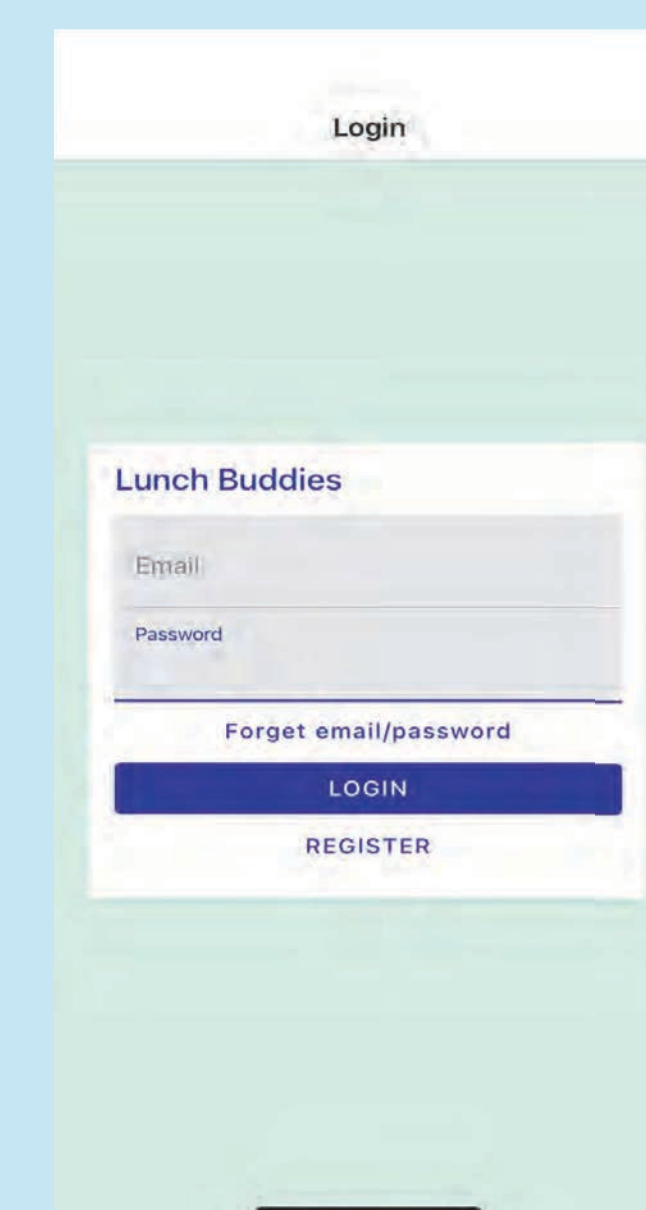 Login
Lunch Buddies
Email
Password
Forget email/password
LOGIN
REGISTER